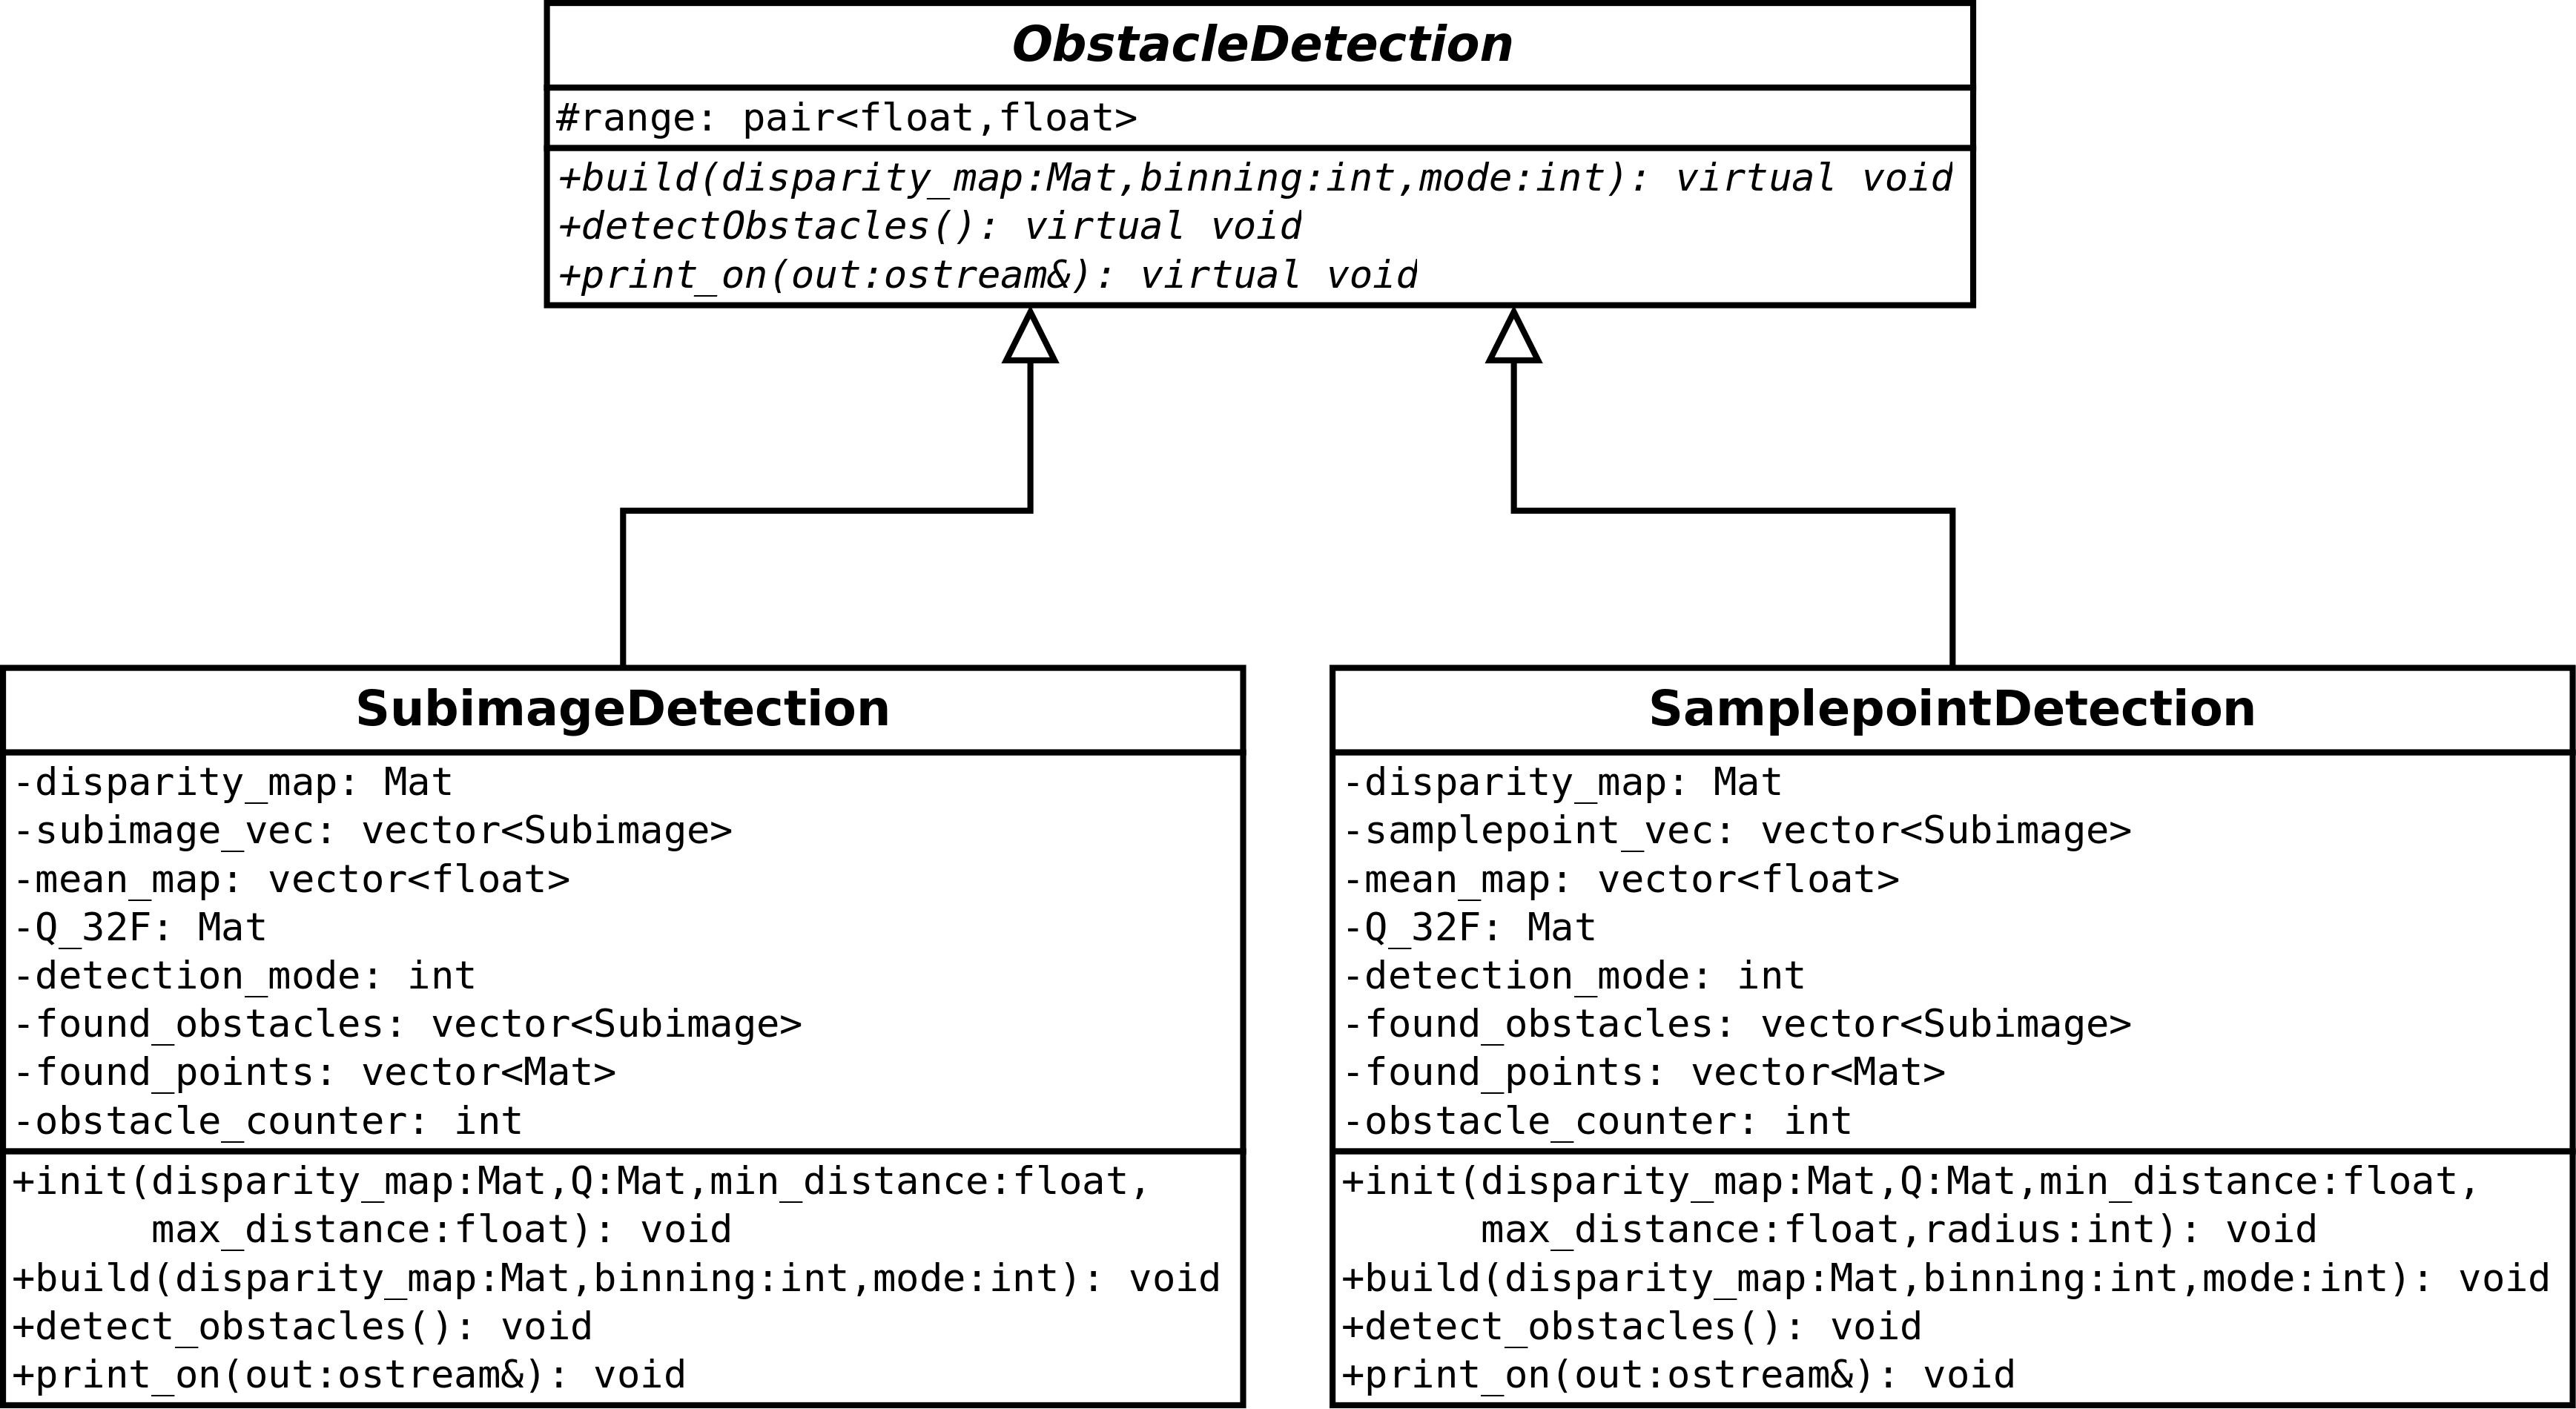 ObstacleDetection
#range: pair<float,float>
+build(disparity_map:Mat,binning:int,mode:int): virtual void
+detectObstacles(): virtual void
+print_on(out:ostream&): virtual void
SubimageDetection
-disparity_map: Mat
-subimage_vec: vector<Subimage>
-mean_map: vector<float>
-Q_32F: Mat
-detection_mode: int
-found_obstacles: vector<Subimage>
-found_points: vector<Mat>
-obstacle_counter: int
+init(disparity_map:Mat,Q:Mat,min_distance:float,
max_distance:float): void
+build(disparity_map:Mat,binning:int,mode:int): void
+detect_obstacles(): void
+print_on(out:ostream&): void
SamplepointDetection
-disparity_map: Mat
-samplepoint_vec: vector<Subimage>
-mean_map: vector<float>
-Q_32F: Mat
-detection_mode: int
-found_obstacles: vector<Subimage>
-found_points: vector<Mat>
-obstacle_counter: int
+init(disparity_map:Mat,Q:Mat,min_distance:float,
max_distance:float,radius:int): void
+build(disparity_map:Mat,binning:int,mode:int): void
+detect_obstacles(): void
+print_on(out:ostream&): void